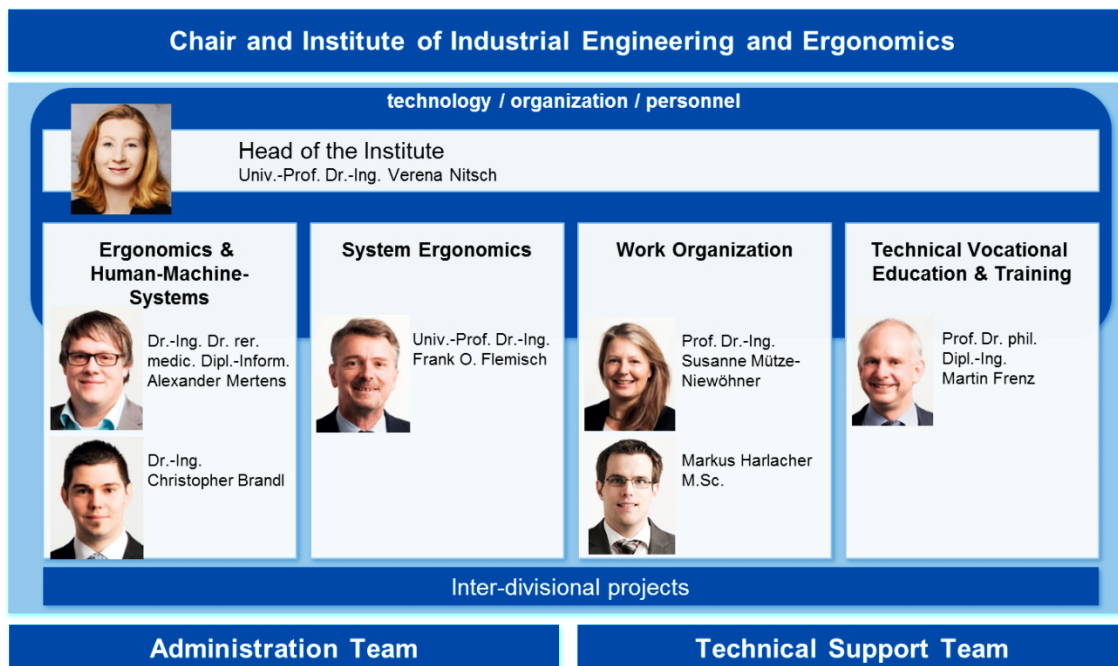 Chair and Institute of Industrial Engineering and Ergonomics
technology / organization / personnel
Head of the Institute
Univ.-Prof. Dr.-Ing. Verena Nitsch
Ergonomics &
Human-Machine-
Systems
Dr.-Ing. Dr. rer.
medic. Dipl.-Inform.
Alexander Mertens
Dr.-Ing.
Christopher Brandl
System Ergonomics
Univ.-Prof. Dr.-Ing.
Frank O. Flemisch
Work Organization
Prof. Dr.-Ing.
Susanne Mütze-
Niewöhner
Markus Harlacher
M.Sc.
Technical Vocational
Education & Training
Prof. Dr. phil.
Dipl.-Ing.
Martin Frenz
Inter-divisional projects
Administration Team
Technical Support Team